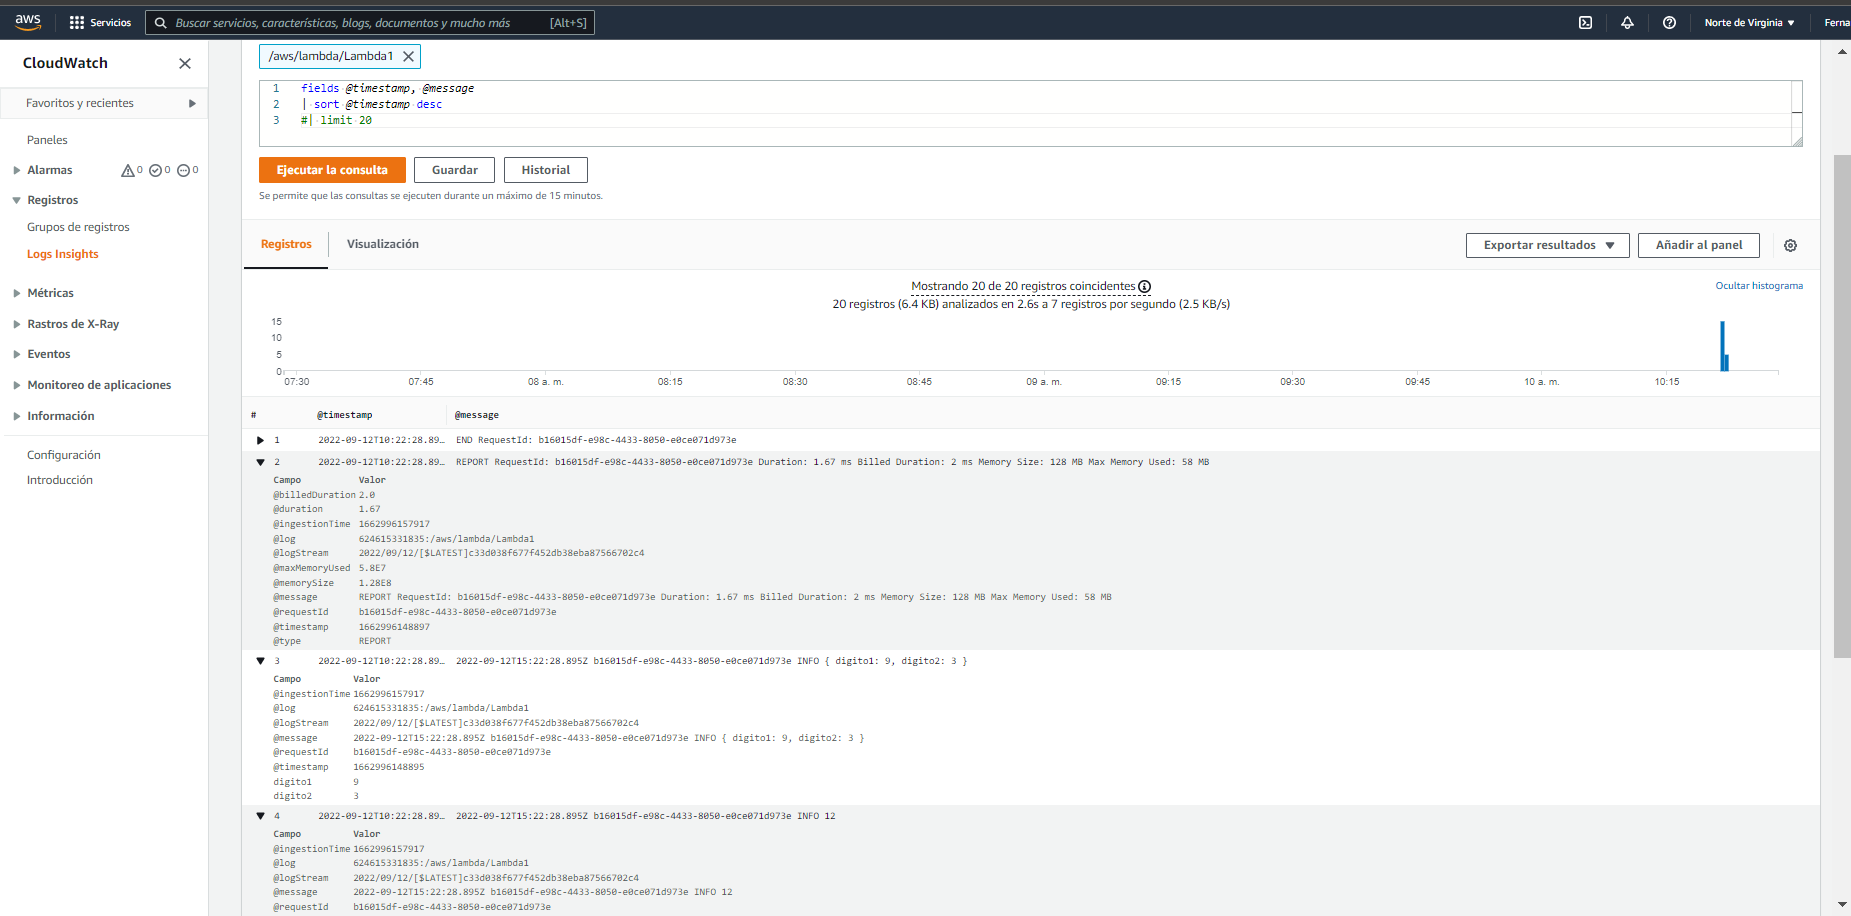 aws
Servicios
Buscar servicios, características, blogs, documentos y mucho más [Alt+S]
Norte de Virginia
Ferna
CloudWatch
Favoritos y recientes
Paneles
Alarmas 0 0 0
Registros
Grupos de registros
Logs Insights
Métricas
Rastros de X-Ray
Eventos
Monitoreo de aplicaciones
Información
Configuración
Introducción
/aws/lambda/Lambda1
1 fields @timestamp, @message
2 | sort @timestamp desc
3 #| limit 20
Ejecutar la consulta
Guardar
Historial
Se permite que las consultas se ejecuten durante un máximo de 15 minutos.
Registros
Visualización
Exportar resultados
Añadir al panel
Mostrando 20 de 20 registros coincidentes
Ocultar histograma
20 registros (6.4 KB) analizados en 2.6s a 7 registros por segundo (2.5 KB/s)
15
10
5
0
07:30 07:45 08 a. m. 08:15 08:30 08:45 09 a. m. 09:15 09:30 09:45 10 a. m. 10:15
# @timestamp @message
1 2022-09-12T10:22:28.89… END RequestId: b16015df-e98c-4433-8050-e0ce071d973e
2 2022-09-12T10:22:28.89… REPORT RequestId: b16015df-e98c-4433-8050-e0ce071d973e Duration: 1.67 ms Billed Duration: 2 ms Memory Size: 128 MB Max Memory Used: 58 MB
Campo Valor
@billedDuration 2.0
@duration 1.67
@ingestionTime 1662996157917
@log 624615331835:/aws/lambda/Lambda1
@logStream 2022/09/12/[$LATEST]c33d038f677f452db38eba87566702c4
@maxMemoryUsed 5.8E7
@memorySize 1.28E8
@message REPORT RequestId: b16015df-e98c-4433-8050-e0ce071d973e Duration: 1.67 ms Billed Duration: 2 ms Memory Size: 128 MB Max Memory Used: 58 MB
@requestId b16015df-e98c-4433-8050-e0ce071d973e
@timestamp 1662996148897
@type REPORT
3 2022-09-12T10:22:28.89… 2022-09-12T15:22:28.895Z b16015df-e98c-4433-8050-e0ce071d973e INFO { digito1: 9, digito2: 3 }
Campo Valor
@ingestionTime 1662996157917
@log 624615331835:/aws/lambda/Lambda1
@logStream 2022/09/12/[$LATEST]c33d038f677f452db38eba87566702c4
@message 2022-09-12T15:22:28.895Z b16015df-e98c-4433-8050-e0ce071d973e INFO { digito1: 9, digito2: 3 }
@requestId b16015df-e98c-4433-8050-e0ce071d973e
@timestamp 1662996148895
digito1 9
digito2 3
4 2022-09-12T10:22:28.89… 2022-09-12T15:22:28.895Z b16015df-e98c-4433-8050-e0ce071d973e INFO 12
Campo Valor
@ingestionTime 1662996157917
@log 624615331835:/aws/lambda/Lambda1
@logStream 2022/09/12/[$LATEST]c33d038f677f452db38eba87566702c4
@message 2022-09-12T15:22:28.895Z b16015df-e98c-4433-8050-e0ce071d973e INFO 12
@requestId b16015df-e98c-4433-8050-e0ce071d973e